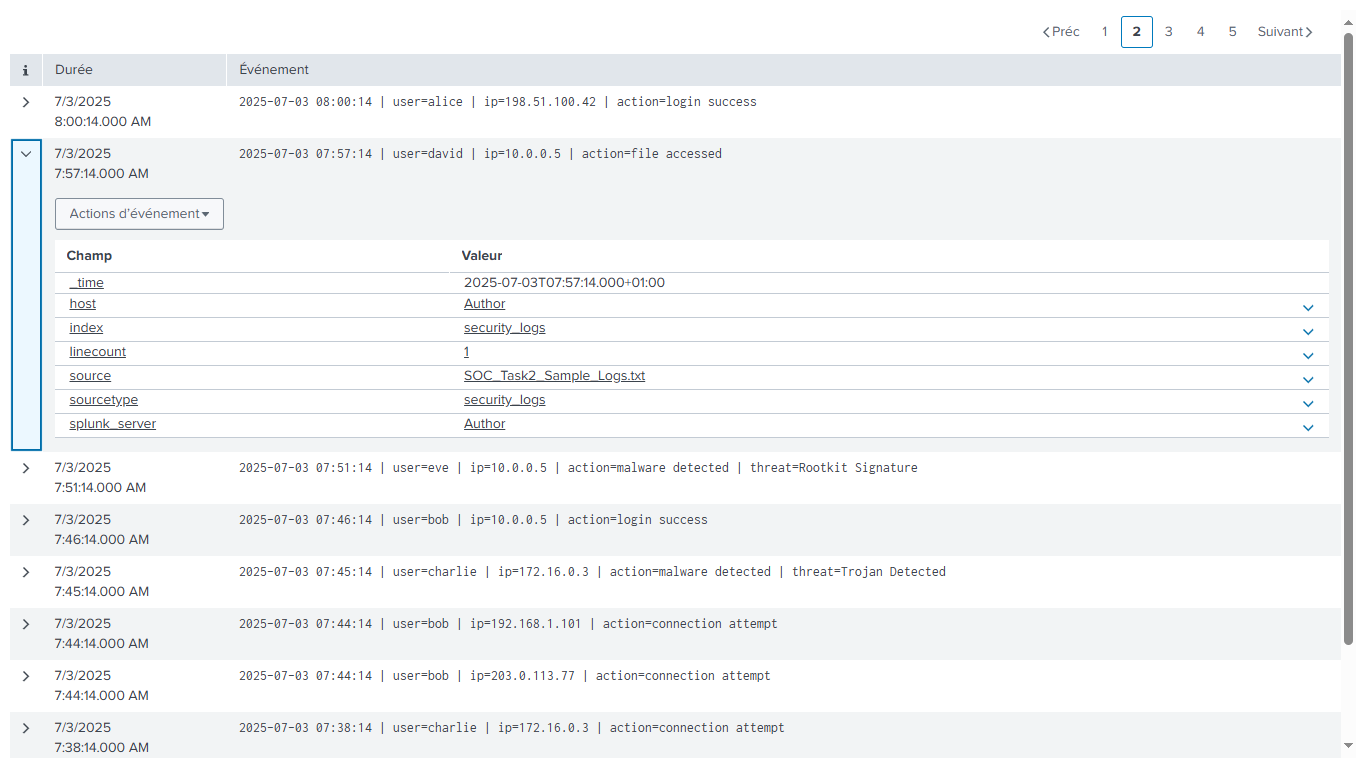 Préc 1 2 3 4 5 Suivant
i Durée Événement
7/3/2025 2025-07-03 08:00:14 | user=alice | ip=198.51.100.42 | action=login success
8:00:14.000 AM
7/3/2025 2025-07-03 07:57:14 | user=david | ip=10.0.0.5 | action=file accessed
7:57:14.000 AM
Actions d’événement
Champ Valeur
_time 2025-07-03T07:57:14.000+01:00
host Author
index security_logs
linecount 1
source SOC_Task2_Sample_Logs.txt
sourcetype security_logs
splunk_server Author
7/3/2025 2025-07-03 07:51:14 | user=eve | ip=10.0.0.5 | action=malware detected | threat=Rootkit Signature
7:51:14.000 AM
7/3/2025 2025-07-03 07:46:14 | user=bob | ip=10.0.0.5 | action=login success
7:46:14.000 AM
7/3/2025 2025-07-03 07:45:14 | user=charlie | ip=172.16.0.3 | action=malware detected | threat=Trojan Detected
7:45:14.000 AM
7/3/2025 2025-07-03 07:44:14 | user=bob | ip=192.168.1.101 | action=connection attempt
7:44:14.000 AM
7/3/2025 2025-07-03 07:44:14 | user=bob | ip=203.0.113.77 | action=connection attempt
7:44:14.000 AM
7/3/2025 2025-07-03 07:38:14 | user=charlie | ip=172.16.0.3 | action=connection attempt
7:38:14.000 AM